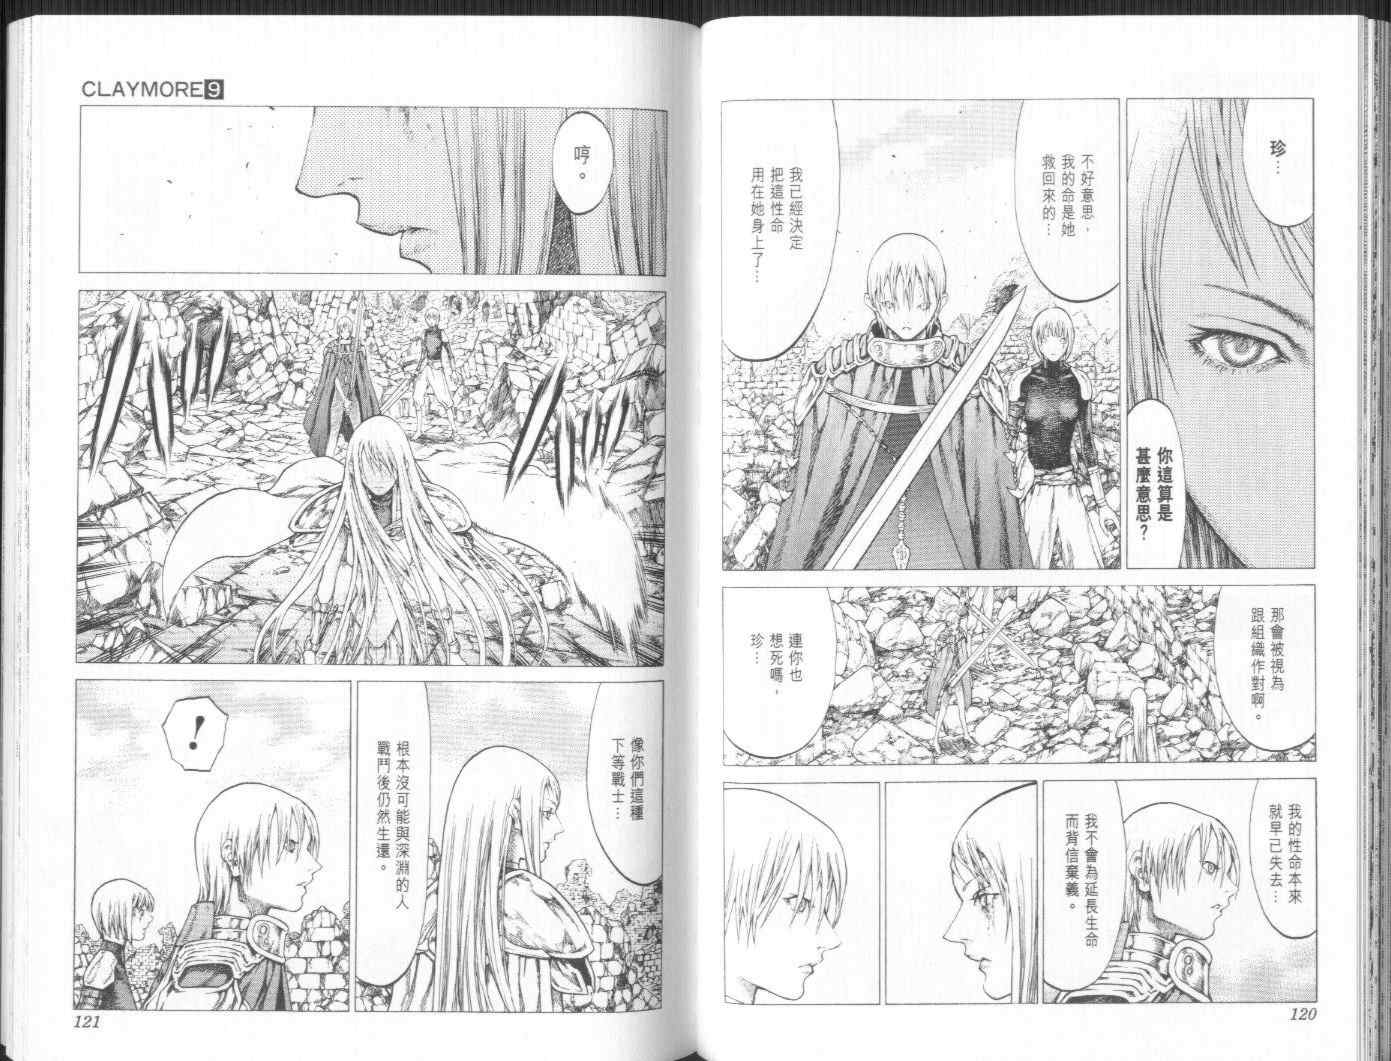 珍…
你這算是
甚麼意思?
不好意思,
我的命是她
救回來的…
我已經決定
把這性命
用在她身上了…
那會被視為
跟組織作對啊。
連你也
想死嗎,
珍…
我的性命本來
就早已失去…
我不會為延長生命
而背信棄義。
120
CLAYMORE9
哼。
像你們這種
下等戰士…
根本沒可能與深淵的人
戰鬥後仍然生還。
!
121